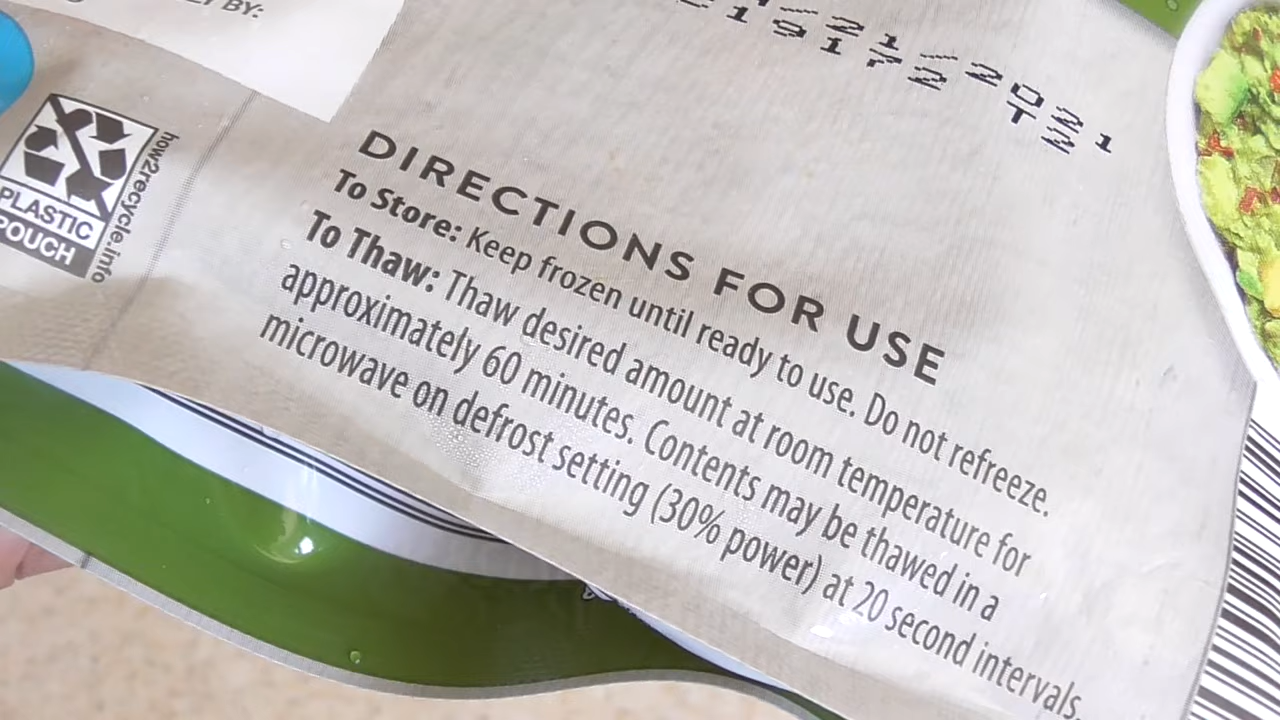 BY:
DIRECTIONS FOR USE
To Store: Keep frozen until ready to use. Do not refreeze.
To Thaw: Thaw desired amount at room temperature for
approximately 60 minutes. Contents may be thawed in a
microwave on defrost setting (30% power) at 20 second intervals.
PLASTIC
POUCH
how2recycle.info